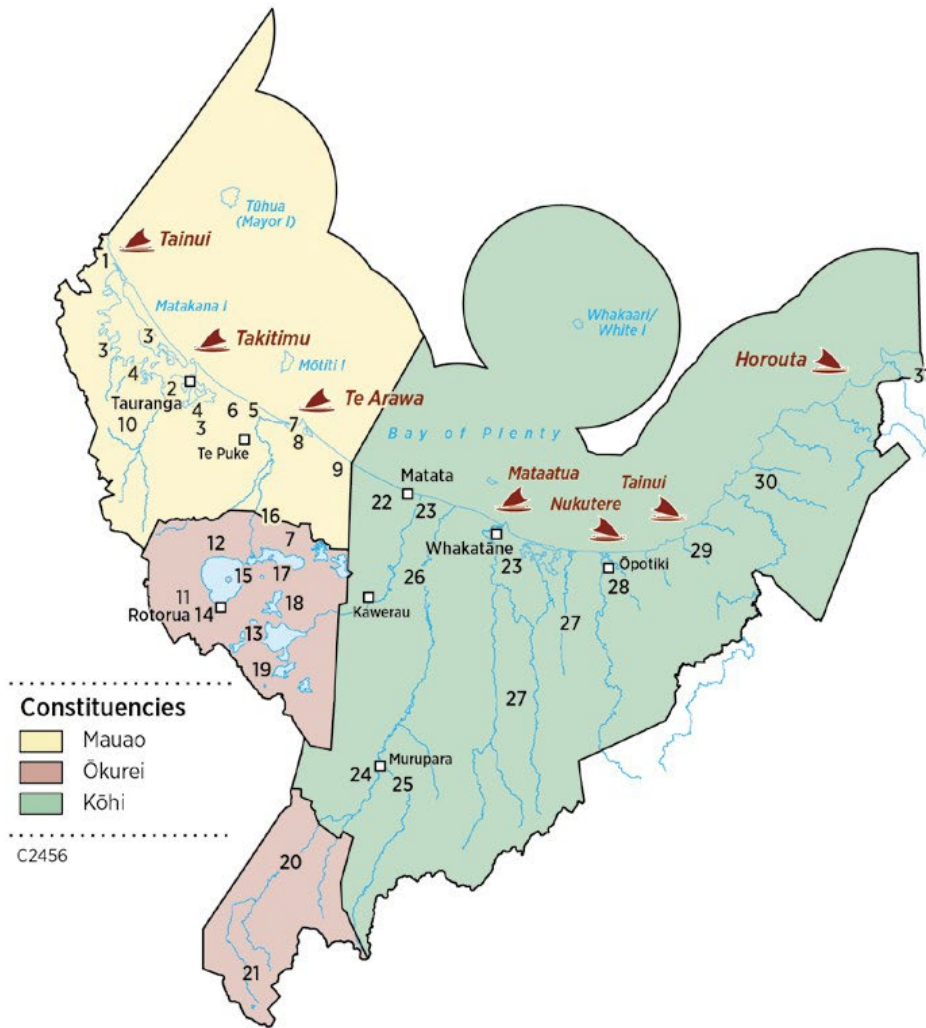 Tūhua
(Mayor I)
Tainui
1
Matakana I
3
Takitimu
Whakaari/
White I
3
Mōtiti I
Horouta
4
2
31
Tauranga
Te Arawa
4
6
5
7
10
3
8
Bay of Plenty
Te Puke
9
Mataatua
Tainui
30
Matata
22
23
Nukutere
16
Whakatāne
12
7
23
29
Ōpotiki
15
17
26
28
11
Kawerau
18
Rotorua 14
27
13
19
Constituencies
Mauao
Ōkurei
Kōhi
27
Murupara
24
25
C2456
20
21